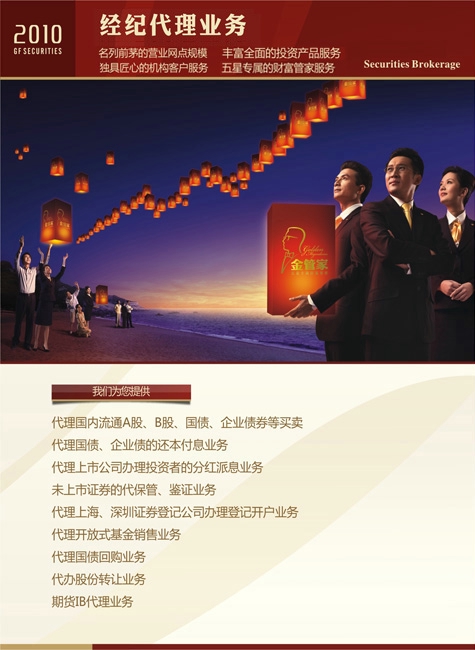 2010
GF SECURITIES
经纪代理业务
名列前茅的营业网点规模 丰富全面的投资产品服务
独具匠心的机构客户服务 五星专属的财富管家服务
Securities Brokerage
Golden
金管家
我们为您提供
代理国内流通A股、B股、国债、企业债券等买卖
代理国债、企业债的还本付息业务
代理上市公司办理投资者的分红派息业务
未上市证券的代保管、鉴证业务
代理上海、深圳证券登记公司办理登记开户业务
代理开放式基金销售业务
代理国债回购业务
代办股份转让业务
期货IB代理业务